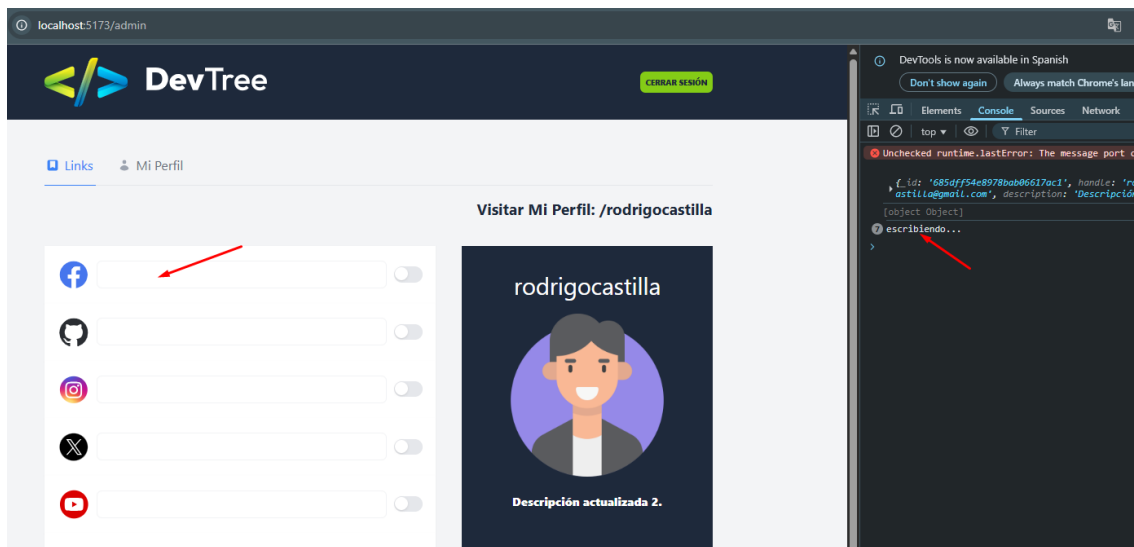 localhost:5173/admin
DevTree
CERRAR SESIÓN
Links
Mi Perfil
Visitar Mi Perfil: /rodrigocastilla
rodrigocastilla
Descripción actualizada 2.
DevTools is now available in Spanish
Don't show again
Always match Chrome's lan
Elements Console Sources Network
top Filter
Unchecked runtime.lastError: The message port c
{_id: '685dff54e8978bab06617ac1', handle: 'ro
astilla@gmail.com', description: 'Descripción
[object Object]
7 escribiendo...